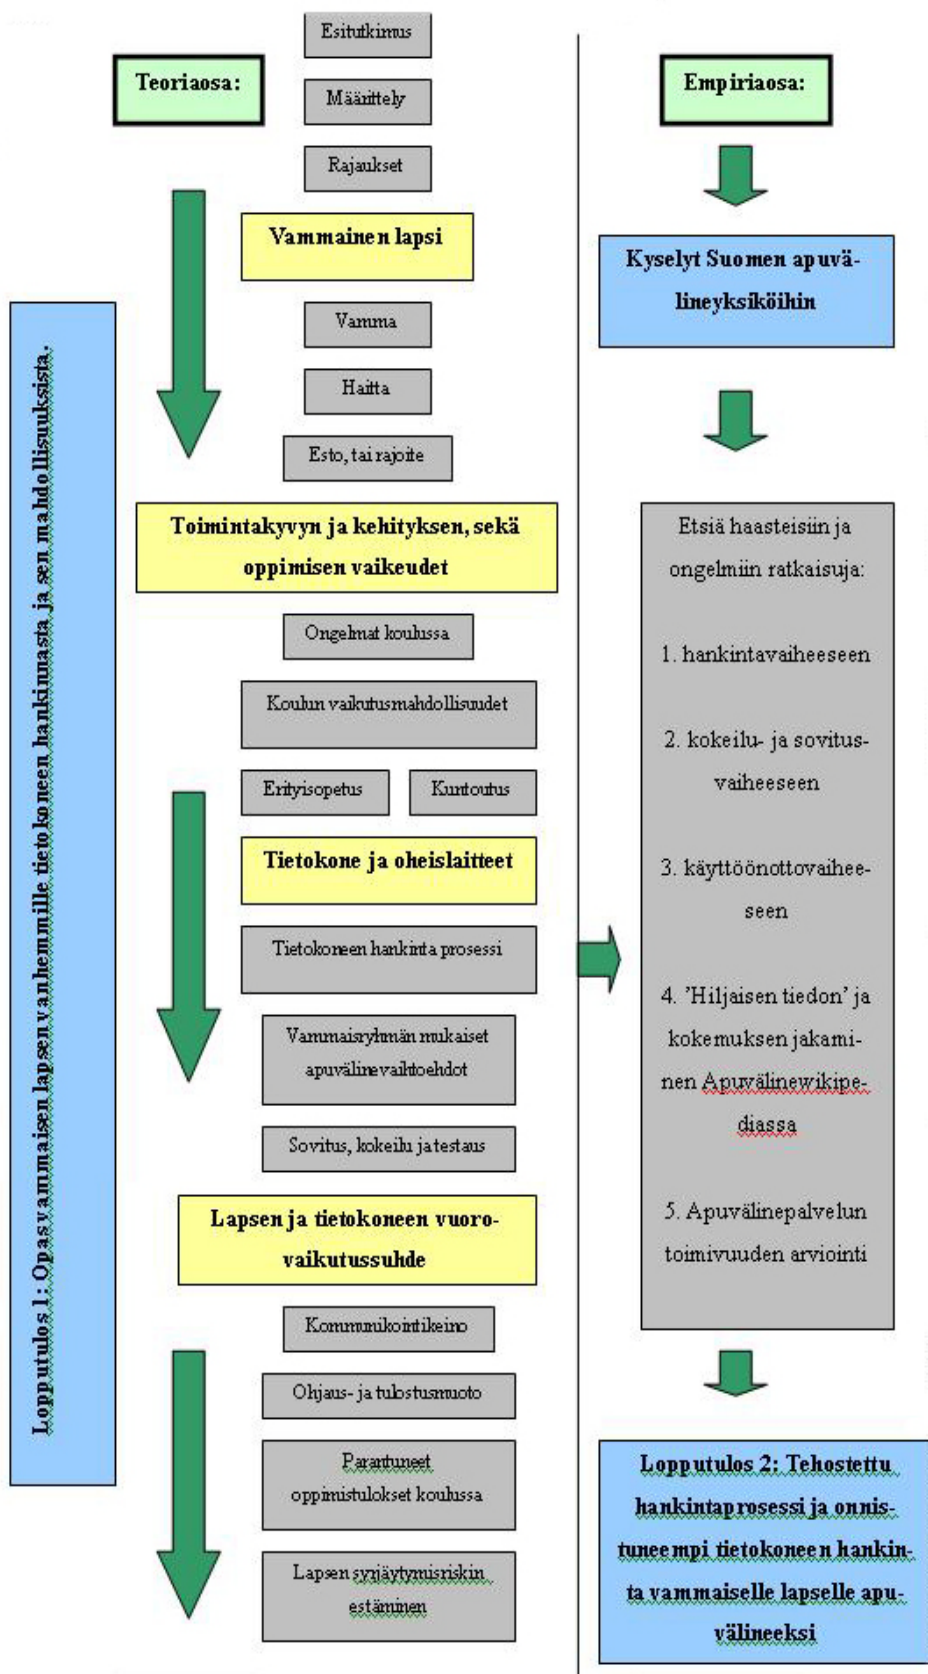 Teoriaosa:
Esitutkimus
Määrittely
Rajaukset
Vammainen lapsi
Vamma
Haitta
Esto, tai rajoite
Toimintakyvyn ja kehityksen, sekä
oppimisen vaikeudet
Ongelmat koulussa
Koulun vaikutusmahdollisuudet
Erityisopetus
Kuntoutus
Tietokone ja oheislaitteet
Tietokoneen hankinta prosessi
Vammaisryhmän mukaiset
apuvälinevaihtoehdot
Sovitus, kokeilu ja testaus
Lapsen ja tietokoneen vuoro-
vaikutussuhde
Kommunikointikeino
Ohjaus- ja tulostusmuoto
Parantuneet
oppimistulokset koulussa
Lapsen syrjäytymisriskin
estäminen
Lopputulos 1: Opas vammaisen lapsen vanhemmille tietokoneen hankinnasta ja sen mahdollisuuksista.
Empiriaosa:
Kyselyt Suomen apuvä-
lineyksiköihin
Etsiä haasteisiin ja
ongelmiin ratkaisuja:
1. hankintavaiheeseen
2. kokeilu- ja sovitus-
vaiheeseen
3. käyttöönottovaihee-
seen
4. ’Hiljaisen tiedon’ ja
kokemuksen jakami-
nen Apuvälinewikipe-
diassa
5. Apuvälinepalvelun
toimivuuden arviointi
Lopputulos 2: Tehostettu
hankintaprosessi ja onnis-
tuneempi tietokoneen hankin-
ta vammaiselle lapselle apu-
välineeksi